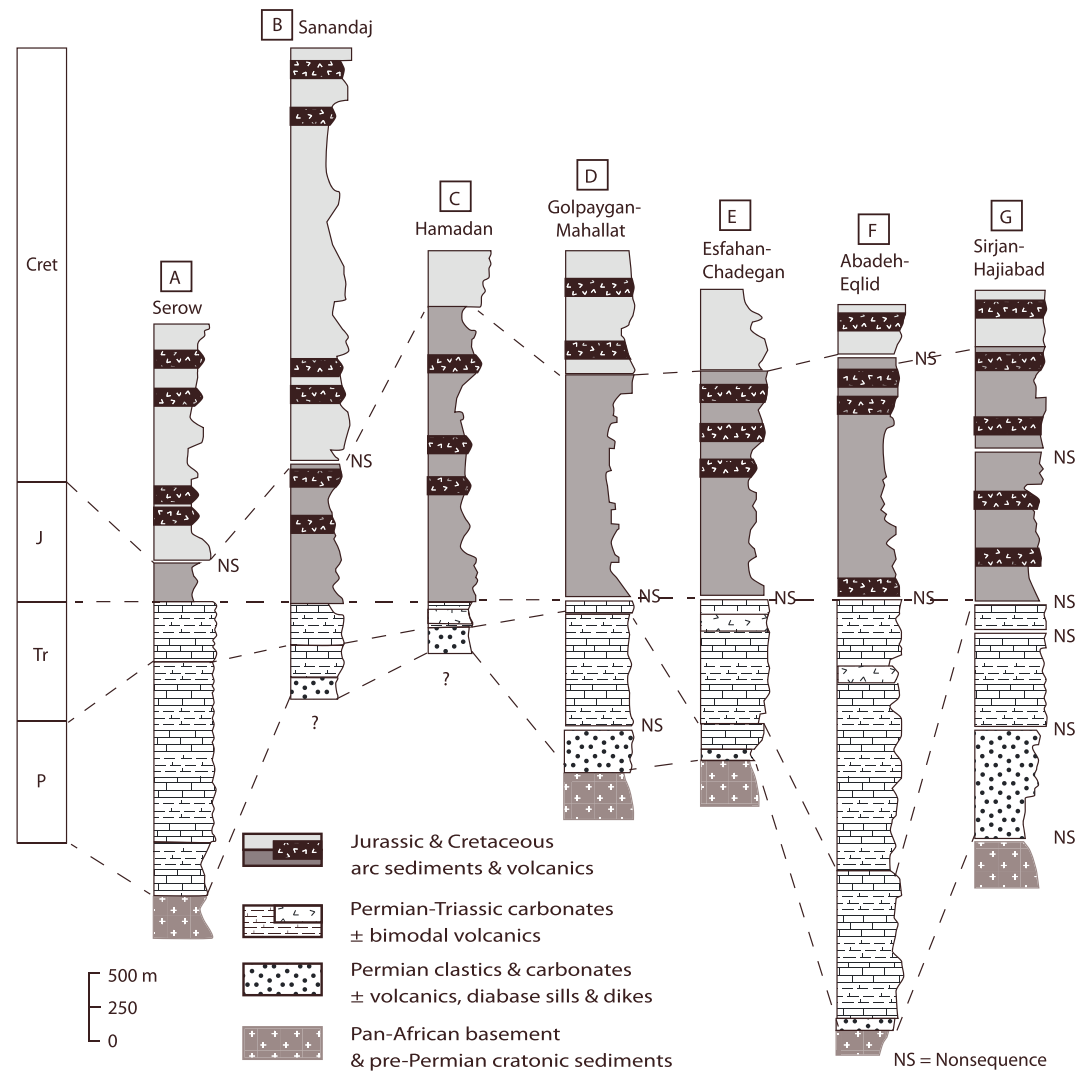 B Sanandaj
D
Golpaygan-
Mahallat
C
Hamadan
E
Esfahan-
Chadegan
F
Abadeh-
Eqlid
G
Sirjan-
Hajiabad
A
Serow
Cret
J
Tr
P
NS
NS
NS
NS
NS
NS
NS
NS
NS
NS
NS
NS
?
?
Jurassic & Cretaceous
arc sediments & volcanics
Permian-Triassic carbonates
± bimodal volcanics
Permian clastics & carbonates
± volcanics, diabase sills & dikes
Pan-African basement
& pre-Permian cratonic sediments
500 m
250
0
NS = Nonsequence